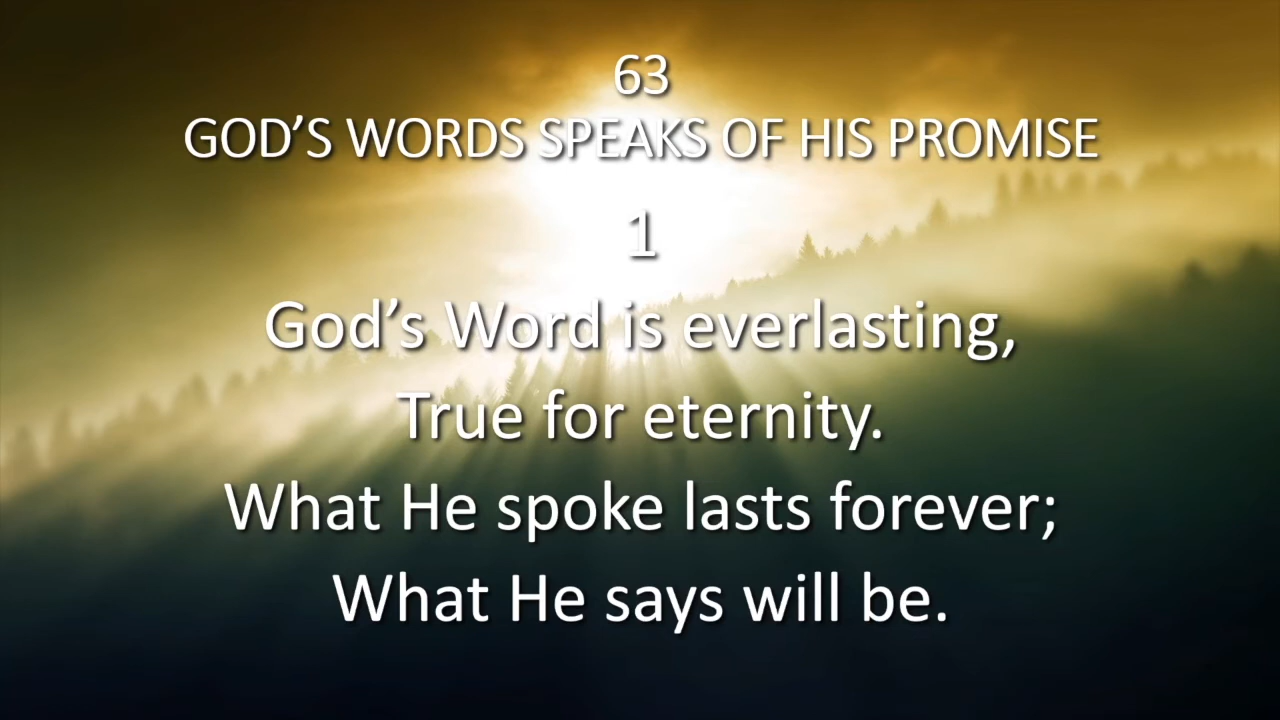 63
GOD’S WORDS SPEAKS OF HIS PROMISE
1
God’s Word is everlasting,
True for eternity.
What He spoke lasts forever;
What He says will be.